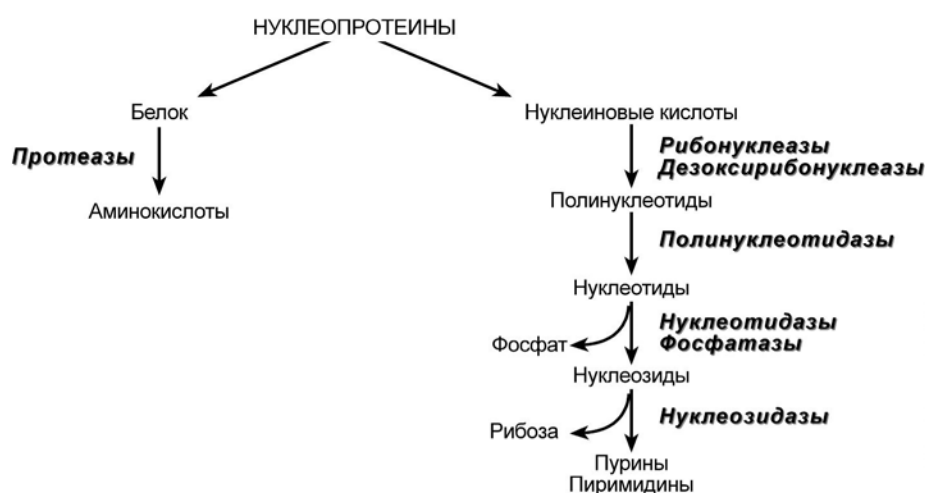 НУКЛЕОПРОТЕИНЫ
Белок
Нуклеиновые кислоты
Протеазы
Рибонуклеазы
Дезоксирибонуклеазы
Аминокислоты
Полинуклеотиды
Полинуклеотидазы
Нуклеотиды
Нуклеотидазы
Фосфатазы
Фосфат
Нуклеозиды
Нуклеозидазы
Рибоза
Пурины
Пиримидины